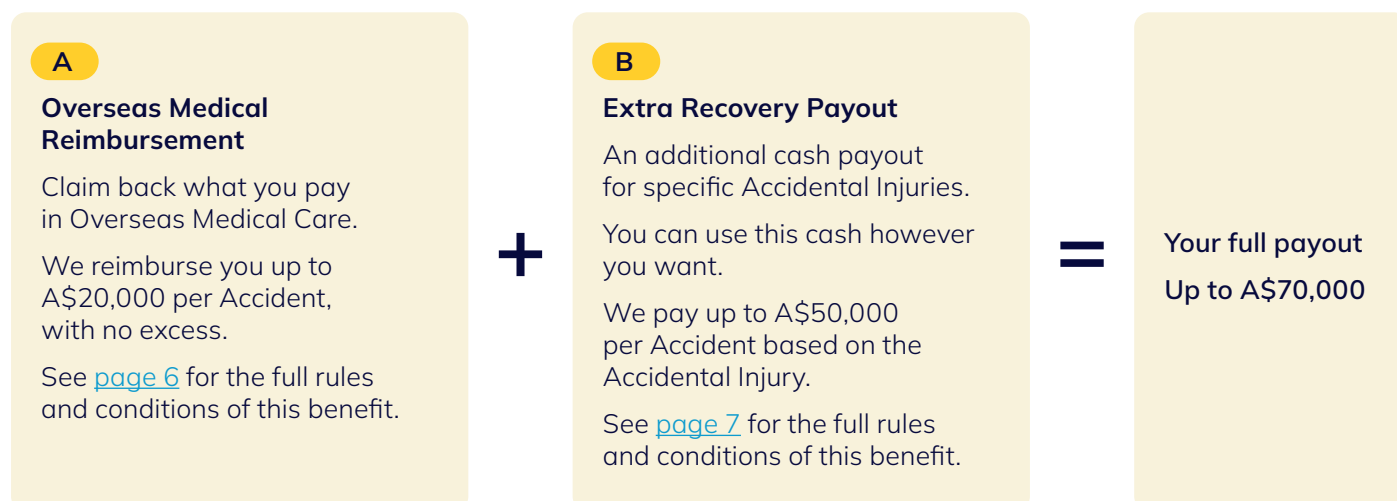 A
Overseas Medical
Reimbursement
Claim back what you pay
in Overseas Medical Care.
We reimburse you up to
A$20,000 per Accident,
with no excess.
See page 6 for the full rules
and conditions of this benefit.
+
B
Extra Recovery Payout
An additional cash payout
for specific Accidental Injuries.
You can use this cash however
you want.
We pay up to A$50,000
per Accident based on the
Accidental Injury.
See page 7 for the full rules
and conditions of this benefit.
=
Your full payout
Up to A$70,000